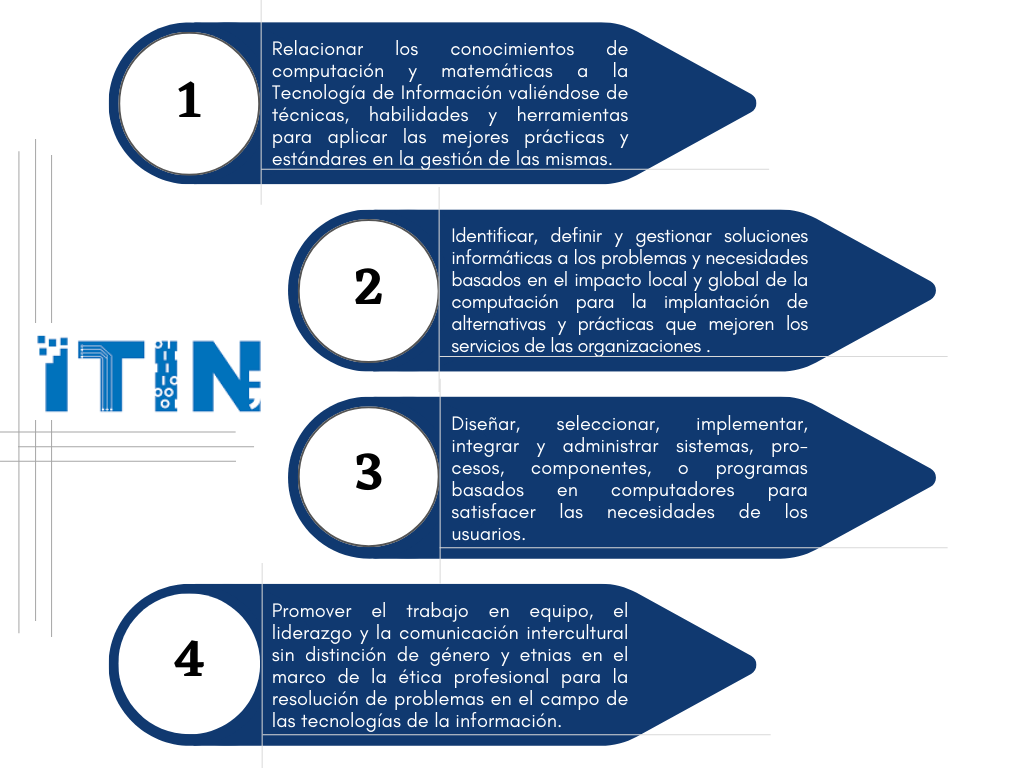 1
Relacionar los conocimientos de
computación y matemáticas a la
Tecnología de Información valiéndose de
técnicas, habilidades y herramientas
para aplicar las mejores prácticas y
estándares en la gestión de las mismas.
2
Identificar, definir y gestionar soluciones
informáticas a los problemas y necesidades
basados en el impacto local y global de la
computación para la implantación de
alternativas y prácticas que mejoren los
servicios de las organizaciones .
ITIN
3
Diseñar, seleccionar, implementar,
integrar y administrar sistemas, pro-
cesos, componentes, o programas
basados en computadores para
satisfacer las necesidades de los
usuarios.
4
Promover el trabajo en equipo, el
liderazgo y la comunicación intercultural
sin distinción de género y etnias en el
marco de la ética profesional para la
resolución de problemas en el campo de
las tecnologías de la información.